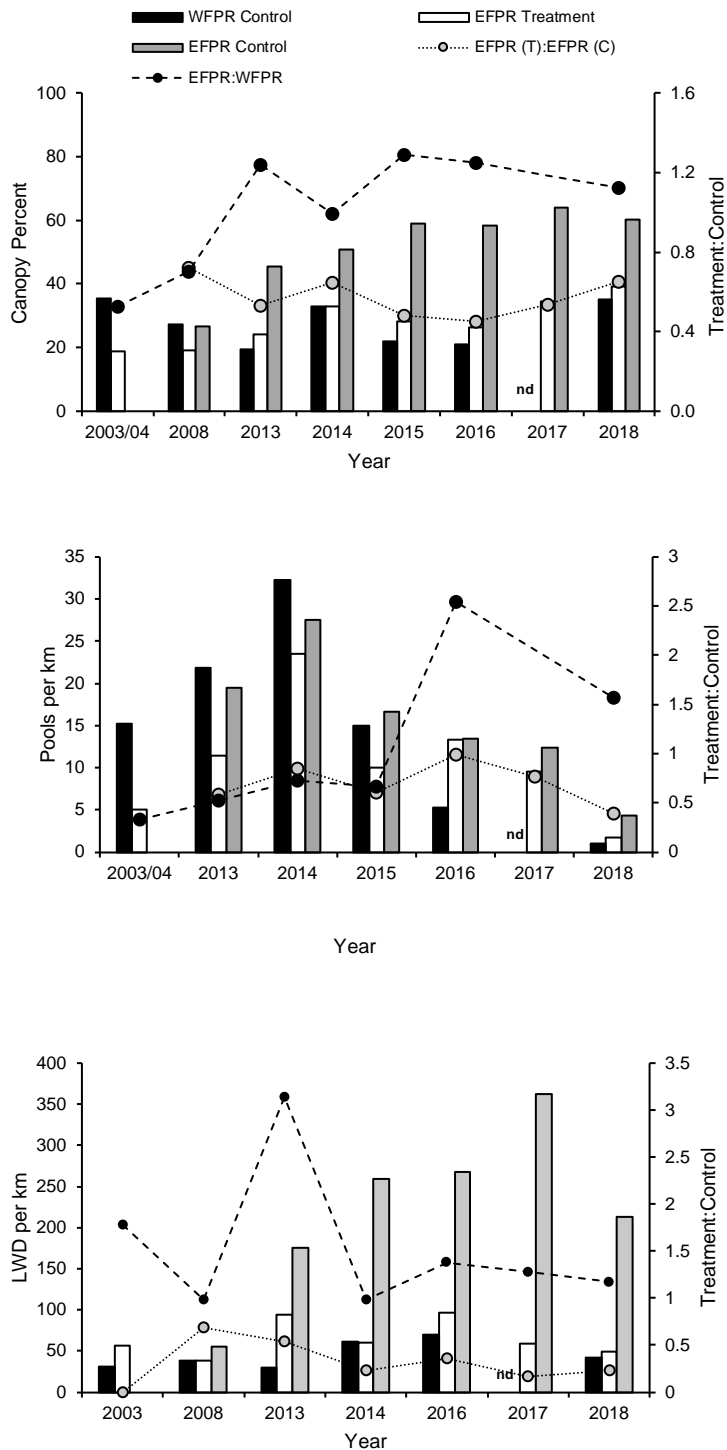 WFPR Control
EFPR Treatment
EFPR Control
EFPR (T):EFPR (C)
EFPR:WFPR
100
80
60
40
20
0
Canopy Percent
1.6
1.2
0.8
0.4
0.0
Treatment:Control
nd
2003/04 2008 2013 2014 2015 2016 2017 2018
Year
35
30
25
20
15
10
5
0
Pools per km
3
2.5
2
1.5
1
0.5
0
Treatment:Control
nd
2003/04 2013 2014 2015 2016 2017 2018
Year
400
350
300
250
200
150
100
50
0
LWD per km
3.5
3
2.5
2
1.5
1
0.5
0
Treatment:Control
nd
2003 2008 2013 2014 2016 2017 2018
Year